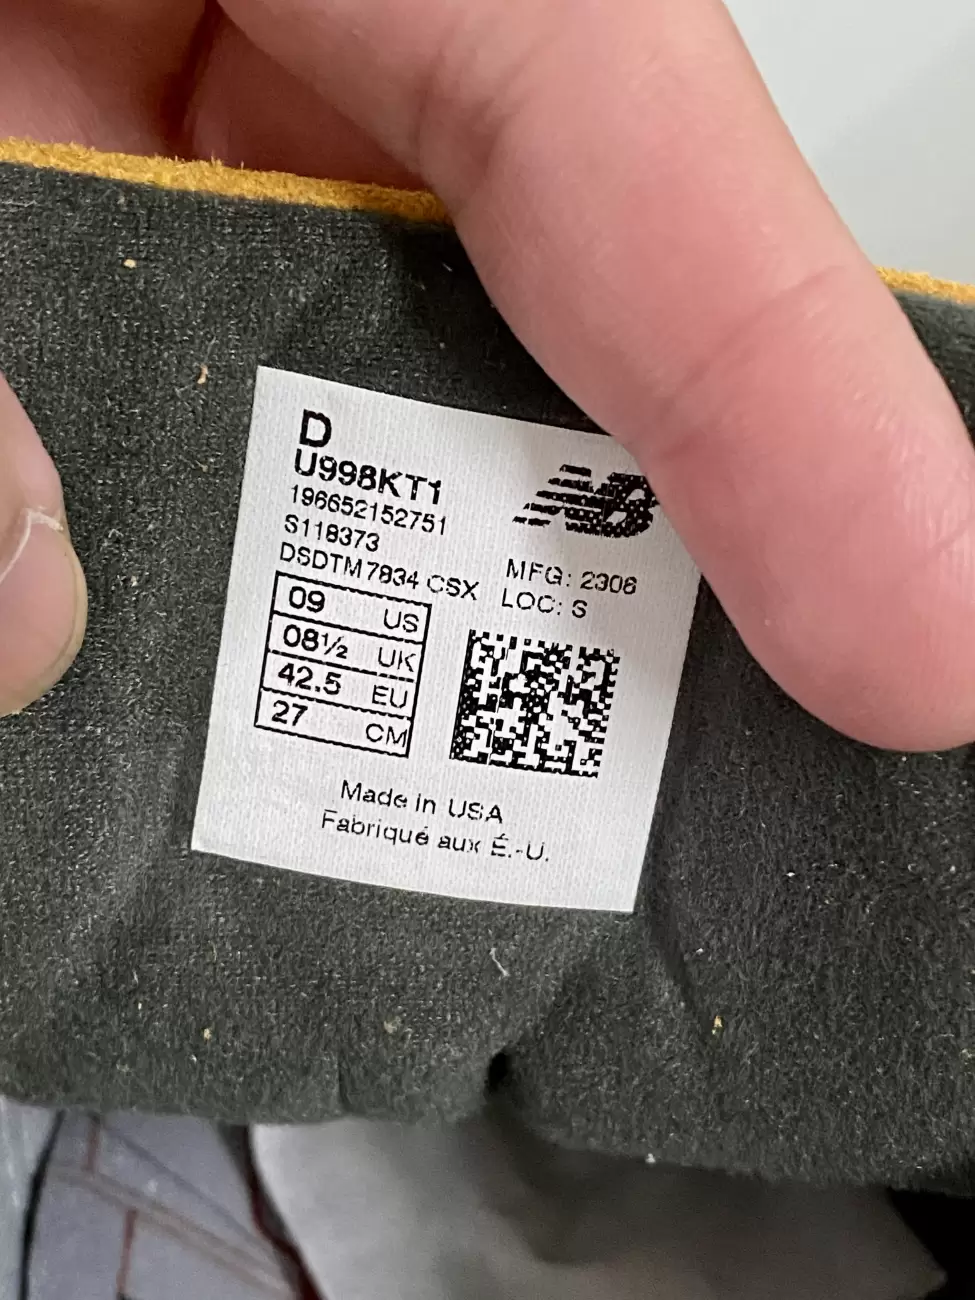 D
U998KT1
196652152751
S118373
DSDTM7834 CSX
NB
MFG: 2306
LOC: S
09 US
08½ UK
42.5 EU
27 CM
Made in USA
Fabriqué aux É.-U.